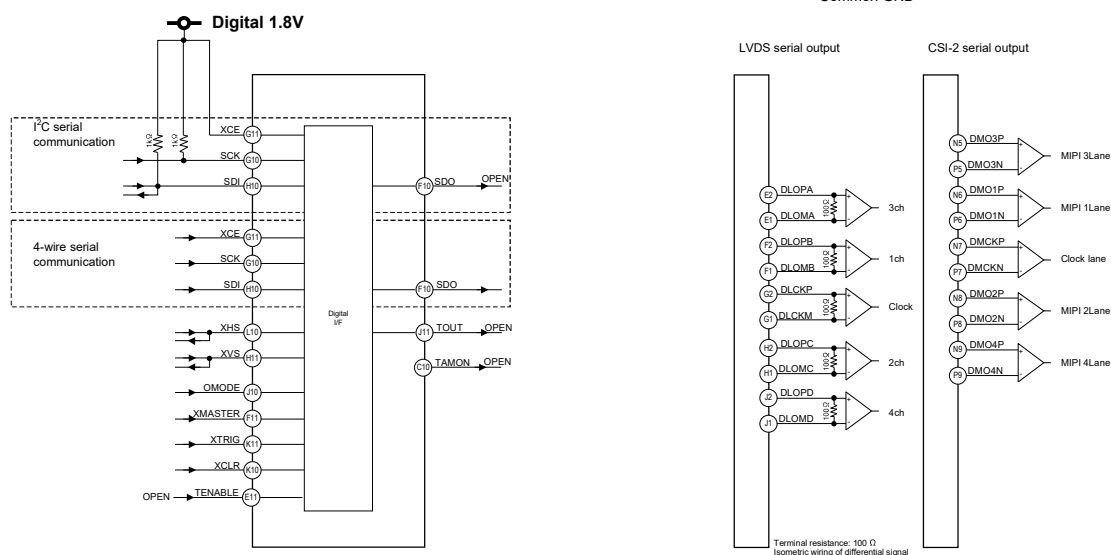 Digital 1.8V
I2C serial
communication
1kΩ
1kΩ
XCE
G11
SCK
G10
SDI
H10
F10
SDO
OPEN
4-wire serial
communication
XCE
G11
SCK
G10
SDI
H10
F10
SDO
Digital
I/F
XHS
L10
J11
TOUT
OPEN
XVS
H11
C10
TAMON
OPEN
OMODE
J10
XMASTER
F11
XTRIG
K11
XCLR
K10
OPEN
TENABLE
E11
LVDS serial output
E2
DLOPA
100Ω
3ch
E1
DLOMA
F2
DLOPB
100Ω
1ch
F1
DLOMB
G2
DLCKP
100Ω
Clock
G1
DLCKM
H2
DLOPC
100Ω
2ch
H1
DLOMC
J2
DLOPD
100Ω
4ch
J1
DLOMD
Terminal resistance: 100 Ω
Isometric wiring of differential signal
CSI-2 serial output
N5
DMO3P
MIPI 3Lane
P5
DMO3N
N6
DMO1P
MIPI 1Lane
P6
DMO1N
N7
DMCKP
Clock lane
P7
DMCKN
N8
DMO2P
MIPI 2Lane
P8
DMO2N
N9
DMO4P
MIPI 4Lane
P9
DMO4N